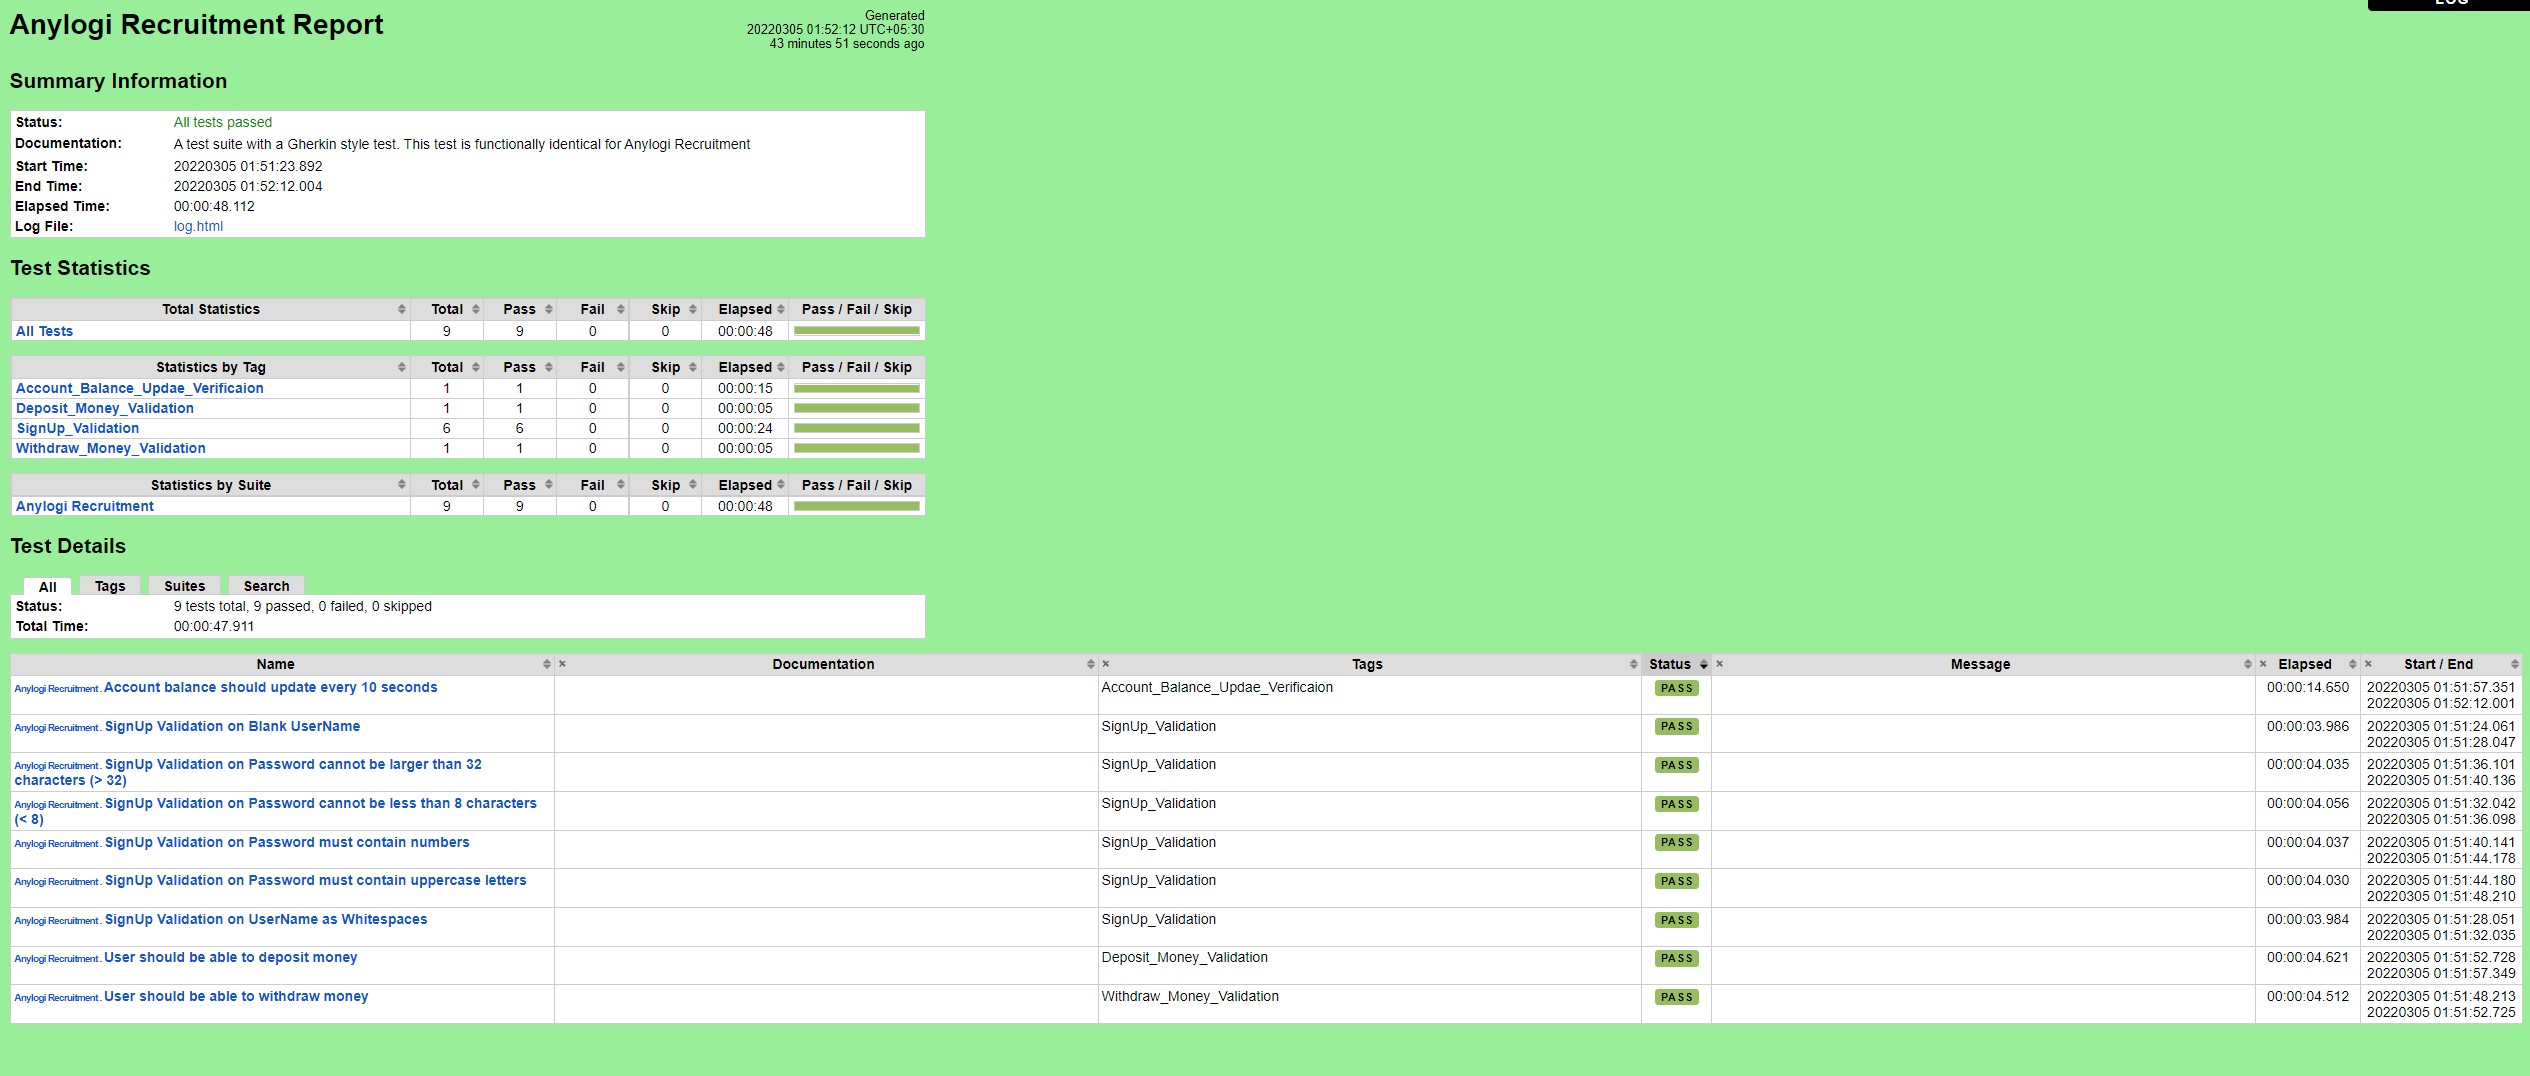 Anylogi Recruitment Report
Generated
20220305 01:52:12 UTC+05:30
43 minutes 51 seconds ago
LOG
Summary Information
Status: All tests passed
Documentation: A test suite with a Gherkin style test. This test is functionally identical for Anylogi Recruitment
Start Time: 20220305 01:51:23.892
End Time: 20220305 01:52:12.004
Elapsed Time: 00:00:48.112
Log File: log.html
Test Statistics
Total Statistics Total Pass Fail Skip Elapsed Pass / Fail / Skip
All Tests 9 9 0 0 00:00:48
Statistics by Tag Total Pass Fail Skip Elapsed Pass / Fail / Skip
Account_Balance_Updae_Verificaion 1 1 0 0 00:00:15
Deposit_Money_Validation 1 1 0 0 00:00:05
SignUp_Validation 6 6 0 0 00:00:24
Withdraw_Money_Validation 1 1 0 0 00:00:05
Statistics by Suite Total Pass Fail Skip Elapsed Pass / Fail / Skip
Anylogi Recruitment 9 9 0 0 00:00:48
Test Details
All Tags Suites Search
Status: 9 tests total, 9 passed, 0 failed, 0 skipped
Total Time: 00:00:47.911
Name × Documentation × Tags Status × Message × Elapsed × Start / End
Anylogi Recruitment . Account balance should update every 10 seconds Account_Balance_Updae_Verificaion PASS 00:00:14.650 20220305 01:51:57.351
20220305 01:52:12.001
Anylogi Recruitment . SignUp Validation on Blank UserName SignUp_Validation PASS 00:00:03.986 20220305 01:51:24.061
20220305 01:51:28.047
Anylogi Recruitment . SignUp Validation on Password cannot be larger than 32 SignUp_Validation PASS 00:00:04.035 20220305 01:51:36.101
characters (> 32) 20220305 01:51:40.136
Anylogi Recruitment . SignUp Validation on Password cannot be less than 8 characters SignUp_Validation PASS 00:00:04.056 20220305 01:51:32.042
(< 8) 20220305 01:51:36.098
Anylogi Recruitment . SignUp Validation on Password must contain numbers SignUp_Validation PASS 00:00:04.037 20220305 01:51:40.141
20220305 01:51:44.178
Anylogi Recruitment . SignUp Validation on Password must contain uppercase letters SignUp_Validation PASS 00:00:04.030 20220305 01:51:44.180
20220305 01:51:48.210
Anylogi Recruitment . SignUp Validation on UserName as Whitespaces SignUp_Validation PASS 00:00:03.984 20220305 01:51:28.051
20220305 01:51:32.035
Anylogi Recruitment . User should be able to deposit money Deposit_Money_Validation PASS 00:00:04.621 20220305 01:51:52.728
20220305 01:51:57.349
Anylogi Recruitment . User should be able to withdraw money Withdraw_Money_Validation PASS 00:00:04.512 20220305 01:51:48.213
20220305 01:51:52.725